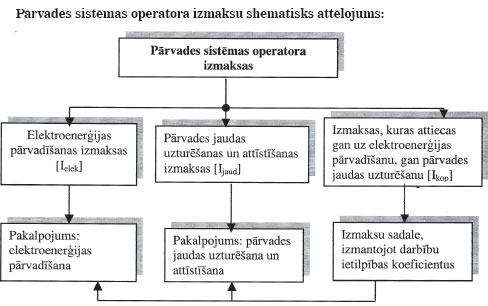 Pārvades sistēmas operatora izmaksu shematisks attēlojums:
Pārvades sistēmas operatora
izmaksas
Elektroenerģijas
pārvadīšanas izmaksas
[Ielek]
Pārvades jaudas
uzturēšanas un attīstīšanas
izmaksas [Ijaud]
Izmaksas, kuras attiecas
gan uz elektroenerģijas
pārvadīšanu, gan pārvades
jaudas uzturēšanu [Ikop]
Pakalpojums:
elektroenerģijas
pārvadīšana
Pakalpojums: pārvades
jaudas uzturēšana un
attīstīšana
Izmaksu sadale,
izmantojot darbību
ietilpības koeficientus